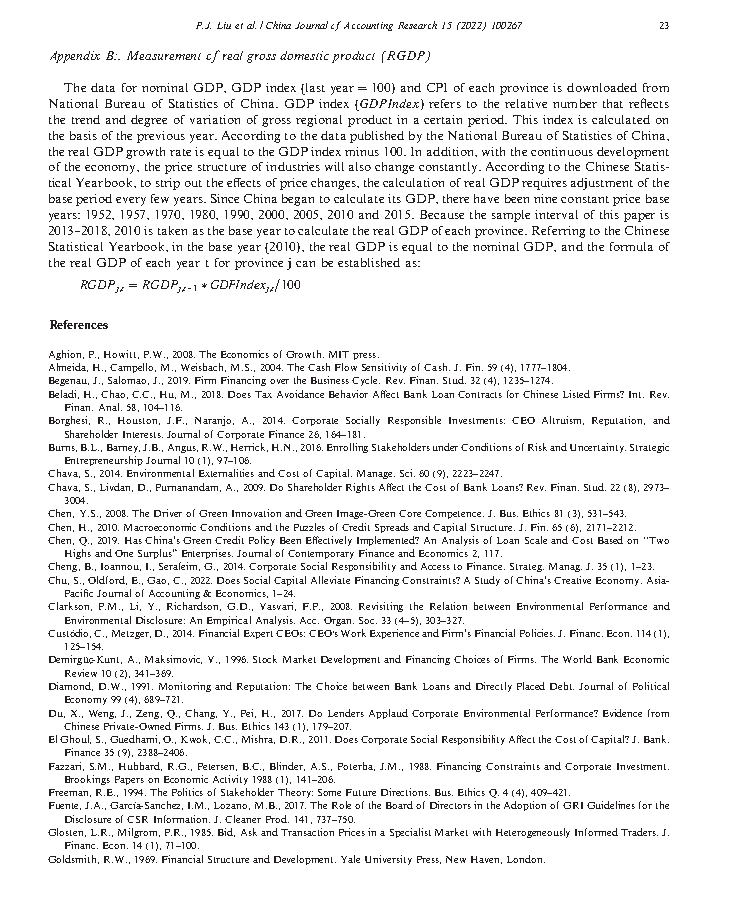 P.J. Liu et al. / China Journal of Accounting Research 15 (2022) 100267
23
Appendix B:. Measurement of real gross domestic product (RGDP)
The data for nominal GDP, GDP index {last year = 100} and CPI of each province is downloaded from
National Bureau of Statistics of China. GDP index {GDPIndex} refers to the relative number that reflects
the trend and degree of variation of gross regional product in a certain period. This index is calculated on
the basis of the previous year. According to the data published by the National Bureau of Statistics of China,
the real GDP growth rate is equal to the GDP index minus 100. In addition, with the continuous development
of the economy, the price structure of industries will also change constantly. According to the Chinese Statis-
tical Yearbook, to strip out the effects of price changes, the calculation of real GDP requires adjustment of the
base period every few years. Since China began to calculate its GDP, there have been nine constant price base
years: 1952, 1957, 1970, 1980, 1990, 2000, 2005, 2010 and 2015. Because the sample interval of this paper is
2013–2018, 2010 is taken as the base year to calculate the real GDP of each province. Referring to the Chinese
Statistical Yearbook, in the base year {2010}, the real GDP is equal to the nominal GDP, and the formula of
the real GDP of each year t for province j can be established as:
RGDPj,t = RGDPj,t−1 ∗ GDPIndexj,t/100
References
Aghion, P., Howitt, P.W., 2008. The Economics of Growth. MIT press.
Almeida, H., Campello, M., Weisbach, M.S., 2004. The Cash Flow Sensitivity of Cash. J. Fin. 59 (4), 1777–1804.
Begenau, J., Salomao, J., 2019. Firm Financing over the Business Cycle. Rev. Finan. Stud. 32 (4), 1235–1274.
Beladi, H., Chao, C.C., Hu, M., 2018. Does Tax Avoidance Behavior Affect Bank Loan Contracts for Chinese Listed Firms? Int. Rev.
Finan. Anal. 58, 104–116.
Borghesi, R., Houston, J.F., Naranjo, A., 2014. Corporate Socially Responsible Investments: CEO Altruism, Reputation, and
Shareholder Interests. Journal of Corporate Finance 26, 164–181.
Burns, B.L., Barney, J.B., Angus, R.W., Herrick, H.N., 2016. Enrolling Stakeholders under Conditions of Risk and Uncertainty. Strategic
Entrepreneurship Journal 10 (1), 97–106.
Chava, S., 2014. Environmental Externalities and Cost of Capital. Manage. Sci. 60 (9), 2223–2247.
Chava, S., Livdan, D., Purnanandam, A., 2009. Do Shareholder Rights Affect the Cost of Bank Loans? Rev. Finan. Stud. 22 (8), 2973–
3004.
Chen, Y.S., 2008. The Driver of Green Innovation and Green Image-Green Core Competence. J. Bus. Ethics 81 (3), 531–543.
Chen, H., 2010. Macroeconomic Conditions and the Puzzles of Credit Spreads and Capital Structure. J. Fin. 65 (6), 2171–2212.
Chen, Q., 2019. Has China's Green Credit Policy Been Effectively Implemented? An Analysis of Loan Scale and Cost Based on "Two
Highs and One Surplus" Enterprises. Journal of Contemporary Finance and Economics 2, 117.
Cheng, B., Ioannou, I., Serafeim, G., 2014. Corporate Social Responsibility and Access to Finance. Strateg. Manag. J. 35 (1), 1–23.
Chu, S., Oldford, E., Gao, C., 2022. Does Social Capital Alleviate Financing Constraints? A Study of China's Creative Economy. Asia-
Pacific Journal of Accounting & Economics, 1–24.
Clarkson, P.M., Li, Y., Richardson, G.D., Vasvari, F.P., 2008. Revisiting the Relation between Environmental Performance and
Environmental Disclosure: An Empirical Analysis. Acc. Organ. Soc. 33 (4–5), 303–327.
Custódio, C., Metzger, D., 2014. Financial Expert CEOs: CEO's Work Experience and Firm's Financial Policies. J. Financ. Econ. 114 (1),
125–154.
Demirgüç-Kunt, A., Maksimovic, V., 1996. Stock Market Development and Financing Choices of Firms. The World Bank Economic
Review 10 (2), 341–369.
Diamond, D.W., 1991. Monitoring and Reputation: The Choice between Bank Loans and Directly Placed Debt. Journal of Political
Economy 99 (4), 689–721.
Du, X., Weng, J., Zeng, Q., Chang, Y., Pei, H., 2017. Do Lenders Applaud Corporate Environmental Performance? Evidence from
Chinese Private-Owned Firms. J. Bus. Ethics 143 (1), 179–207.
El Ghoul, S., Guedhami, O., Kwok, C.C., Mishra, D.R., 2011. Does Corporate Social Responsibility Affect the Cost of Capital? J. Bank.
Finance 35 (9), 2388–2406.
Fazzari, S.M., Hubbard, R.G., Petersen, B.C., Blinder, A.S., Poterba, J.M., 1988. Financing Constraints and Corporate Investment.
Brookings Papers on Economic Activity 1988 (1), 141–206.
Freeman, R.E., 1994. The Politics of Stakeholder Theory: Some Future Directions. Bus. Ethics Q. 4 (4), 409–421.
Fuente, J.A., García-Sanchez, I.M., Lozano, M.B., 2017. The Role of the Board of Directors in the Adoption of GRI Guidelines for the
Disclosure of CSR Information. J. Cleaner Prod. 141, 737–750.
Glosten, L.R., Milgrom, P.R., 1985. Bid, Ask and Transaction Prices in a Specialist Market with Heterogeneously Informed Traders. J.
Financ. Econ. 14 (1), 71–100.
Goldsmith, R.W., 1969. Financial Structure and Development. Yale University Press, New Haven, London.